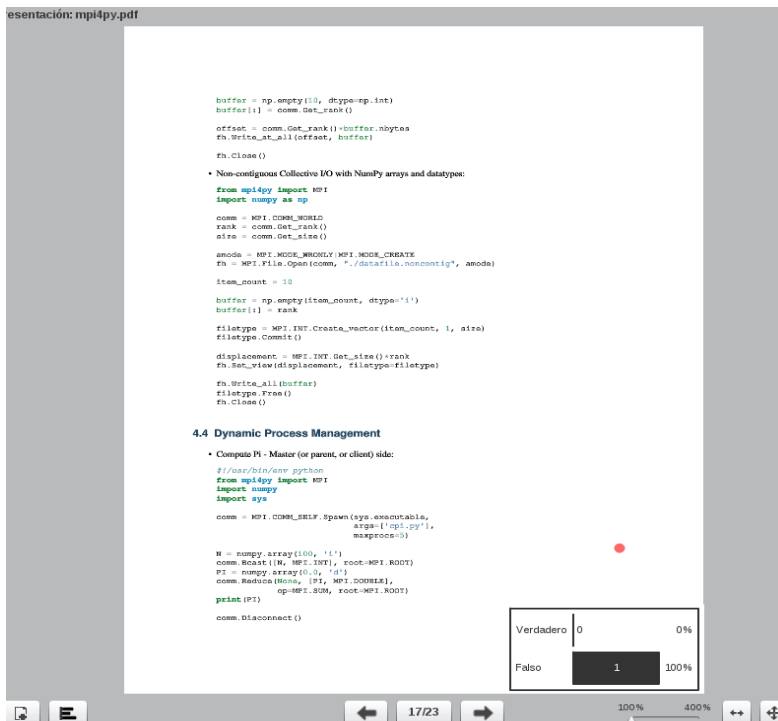 esentación: mpi4py.pdf
buffer = np.empty(10, dtype=np.int)
buffer[:] = comm.Get_rank()
offset = comm.Get_rank()*buffer.nbytes
fh.Write_at_all(offset, buffer)
fh.Close()
• Non-contiguous Collective I/O with NumPy arrays and datatypes:
from mpi4py import MPI
import numpy as np
comm = MPI.COMM_WORLD
rank = comm.Get_rank()
size = comm.Get_size()
amode = MPI.MODE_WRONLY|MPI.MODE_CREATE
fh = MPI.File.Open(comm, "./datafile.noncontig", amode)
item_count = 10
buffer = np.empty(item_count, dtype='i')
buffer[:] = rank
filetype = MPI.INT.Create_vector(item_count, 1, size)
filetype.Commit()
displacement = MPI.INT.Get_size()*rank
fh.Set_view(displacement, filetype=filetype)
fh.Write_all(buffer)
filetype.Free()
fh.Close()
4.4 Dynamic Process Management
• Compute Pi - Master (or parent, or client) side:
#!/usr/bin/env python
from mpi4py import MPI
import numpy
import sys
comm = MPI.COMM_SELF.Spawn(sys.executable,
args=['cpi.py'],
maxprocs=5)
N = numpy.array(100, 'i')
comm.Bcast([N, MPI.INT], root=MPI.ROOT)
PI = numpy.array(0.0, 'd')
comm.Reduce(None, [PI, MPI.DOUBLE],
op=MPI.SUM, root=MPI.ROOT)
print(PI)
comm.Disconnect()
Verdadero 0 0%
Falso 1 100%
17/23
100% 400%